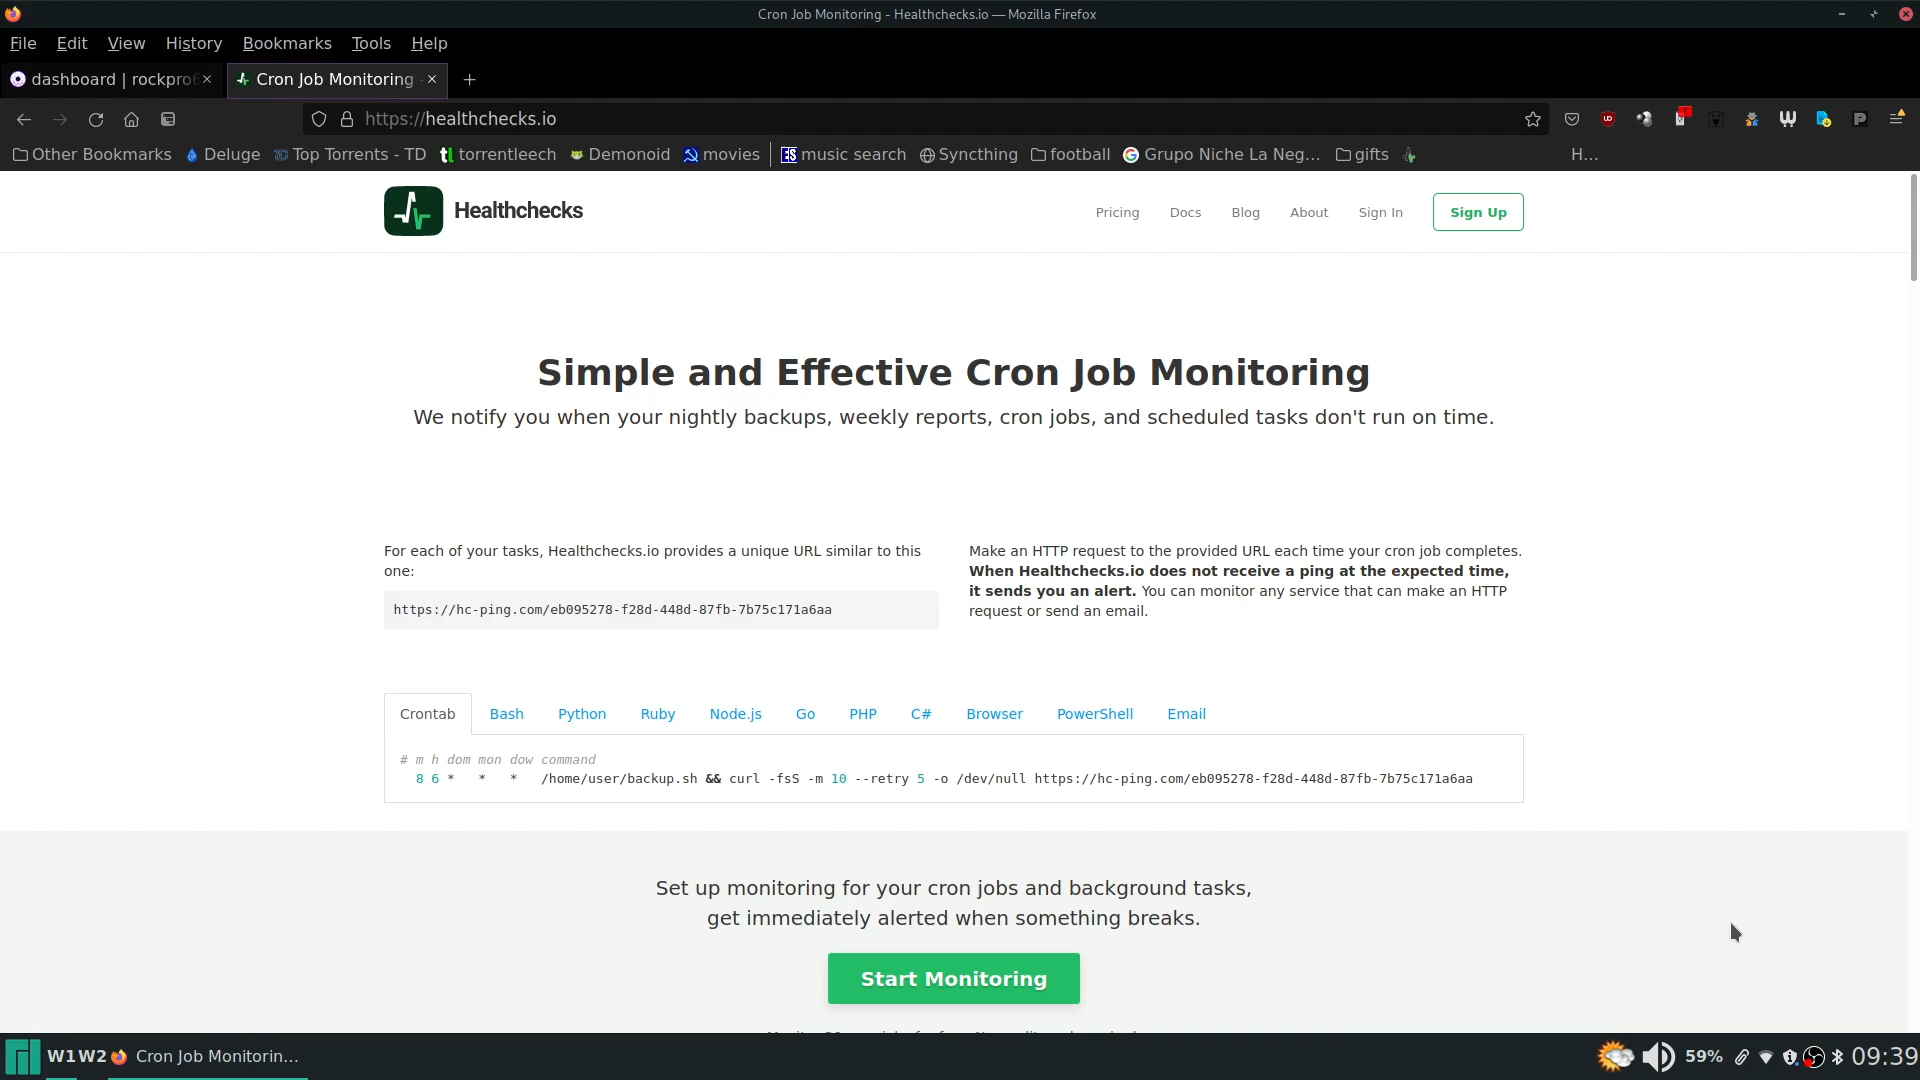 Cron Job Monitoring - Healthchecks.io — Mozilla Firefox
File Edit View History Bookmarks Tools Help
dashboard | rockpro Cron Job Monitoring -
https://healthchecks.io
Other Bookmarks Deluge Top Torrents - TD torrentleech Demonoid movies music search Syncthing football Grupo Niche La Neg… gifts H…
Healthchecks
Pricing Docs Blog About Sign In Sign Up
Simple and Effective Cron Job Monitoring
We notify you when your nightly backups, weekly reports, cron jobs, and scheduled tasks don't run on time.
For each of your tasks, Healthchecks.io provides a unique URL similar to this
one:
https://hc-ping.com/eb095278-f28d-448d-87fb-7b75c171a6aa
Make an HTTP request to the provided URL each time your cron job completes.
When Healthchecks.io does not receive a ping at the expected time,
it sends you an alert. You can monitor any service that can make an HTTP
request or send an email.
Crontab Bash Python Ruby Node.js Go PHP C# Browser PowerShell Email
# m h dom mon dow command
8 6 * * * /home/user/backup.sh && curl -fsS -m 10 --retry 5 -o /dev/null https://hc-ping.com/eb095278-f28d-448d-87fb-7b75c171a6aa
Set up monitoring for your cron jobs and background tasks,
get immediately alerted when something breaks.
Start Monitoring
W1 W2 Cron Job Monitorin… 59% 09:39